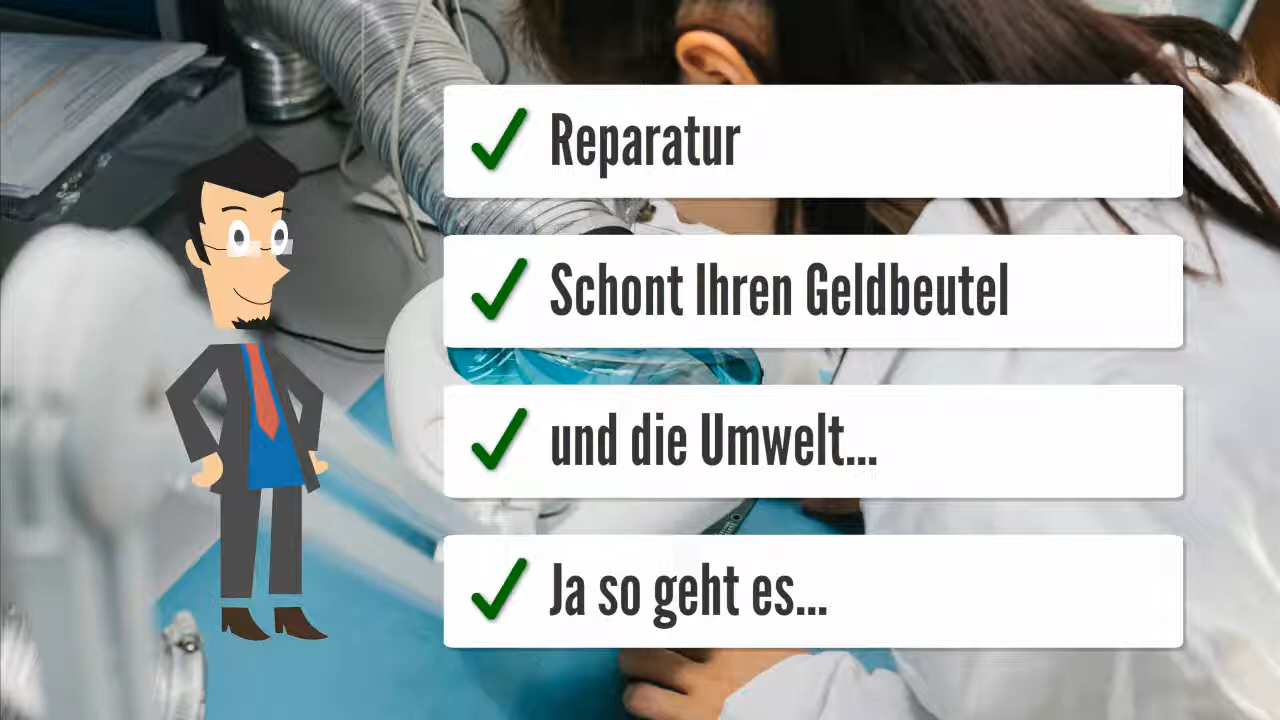 Reparatur
Schont Ihren Geldbeutel
und die Umwelt...
Ja so geht es...